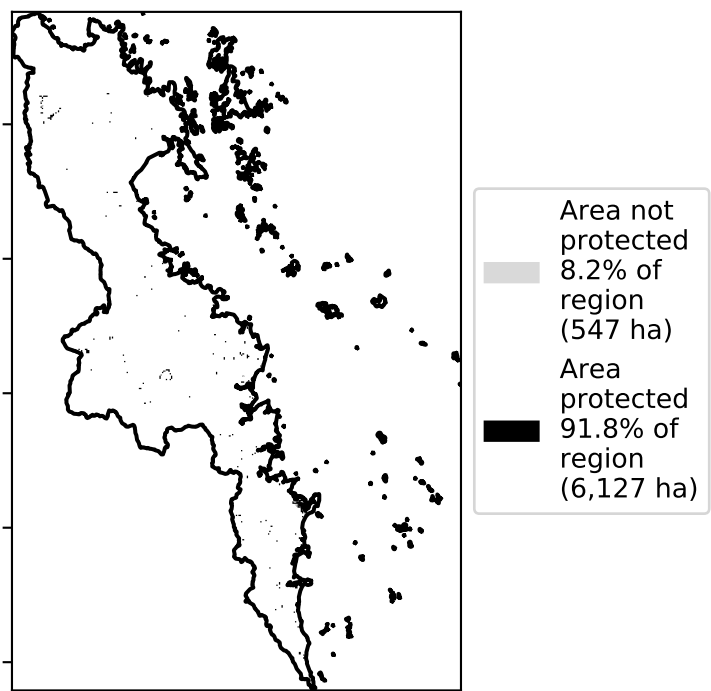 Area not
protected
8.2% of
region
(547 ha)
Area
protected
91.8% of
region
(6,127 ha)